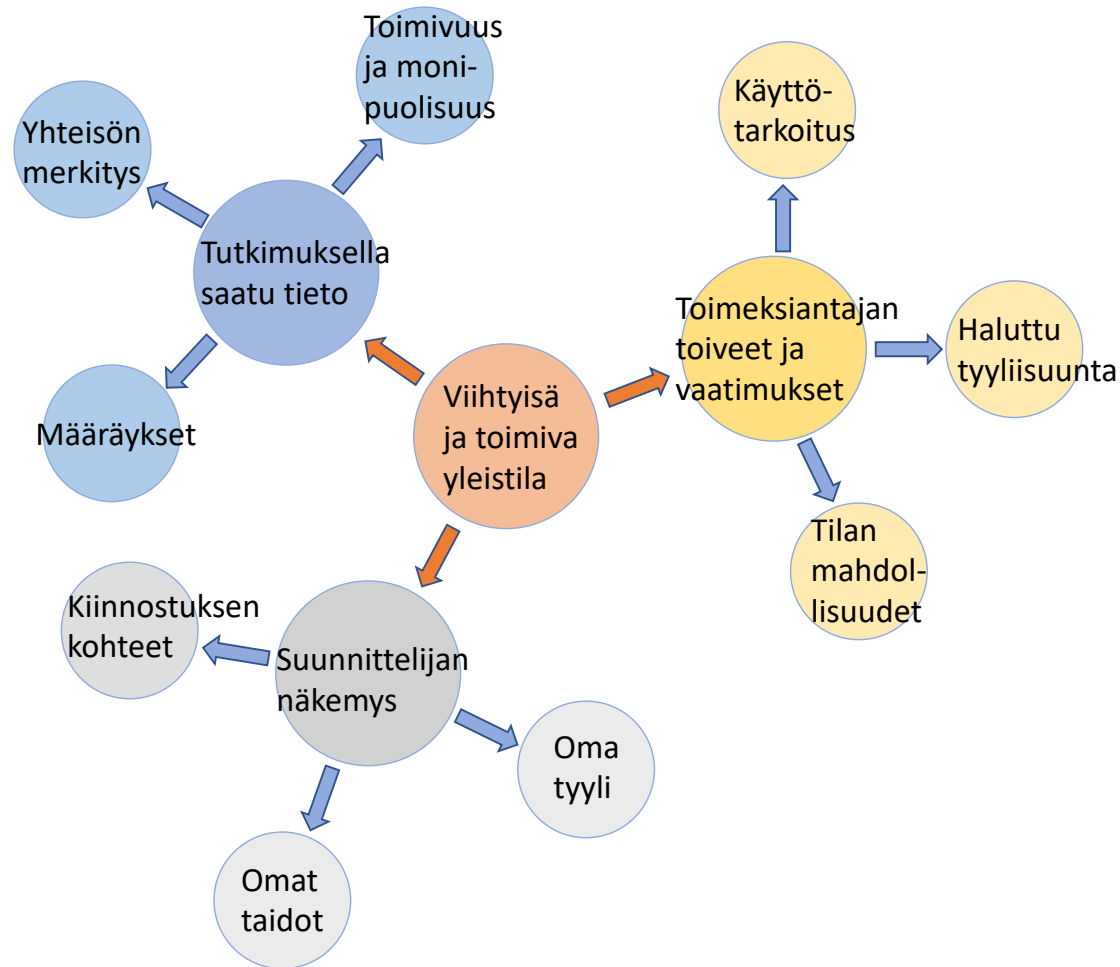 Toimivuus
ja moni-
puolisuus
Yhteisön
merkitys
Tutkimuksella
saatu tieto
Määräykset
Käyttö-
tarkoitus
Toimeksiantajan
toiveet ja
vaatimukset
Haluttu
tyyliisuunta
Tilan
mahdol-
lisuudet
Viihtyisä
ja toimiva
yleistila
Kiinnostuksen
kohteet
Suunnittelijan
näkemys
Oma
tyyli
Omat
taidot